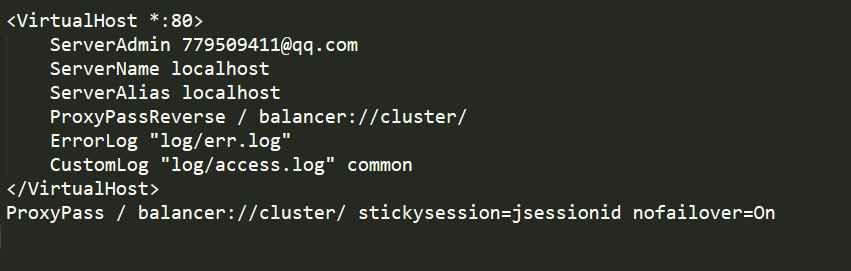 <VirtualHost *:80>
ServerAdmin 779509411@qq.com
ServerName localhost
ServerAlias localhost
ProxyPassReverse / balancer://cluster/
ErrorLog "log/err.log"
CustomLog "log/access.log" common
</VirtualHost>
ProxyPass / balancer://cluster/ stickysession=jsessionid nofailover=On